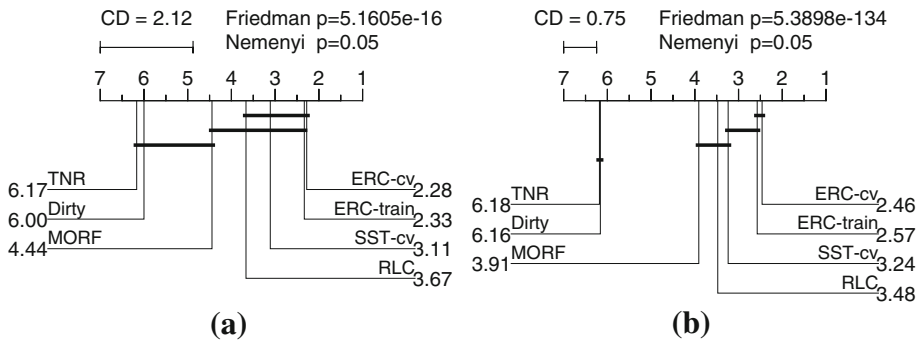 CD = 2.12 Friedman p=5.1605e-16
Nemenyi p=0.05
7 6 5 4 3 2 1
TNR 6.17
Dirty 6.00
MORF 4.44
ERC-cv 2.28
ERC-train 2.33
SST-cv 3.11
RLC 3.67
(a)
CD = 0.75 Friedman p=5.3898e-134
Nemenyi p=0.05
7 6 5 4 3 2 1
TNR 6.18
Dirty 6.16
MORF 3.91
ERC-cv 2.46
ERC-train 2.57
SST-cv 3.24
RLC 3.48
(b)